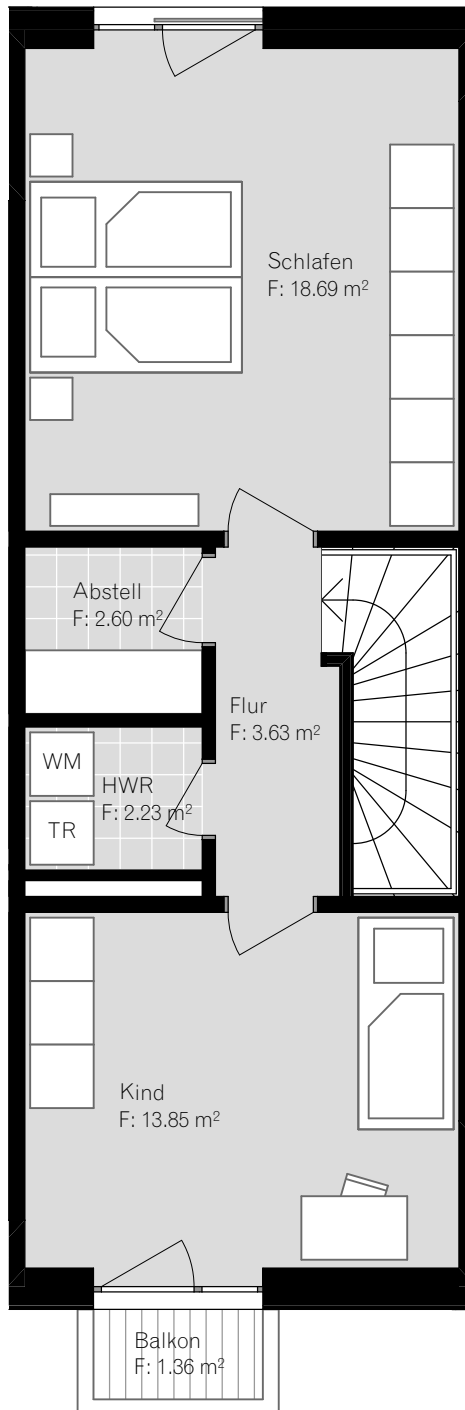 Schlafen
F: 18.69 m²
Abstell
F: 2.60 m²
Flur
F: 3.63 m²
WM
HWR
F: 2.23 m²
TR
Kind
F: 13.85 m²
Balkon
F: 1.36 m²